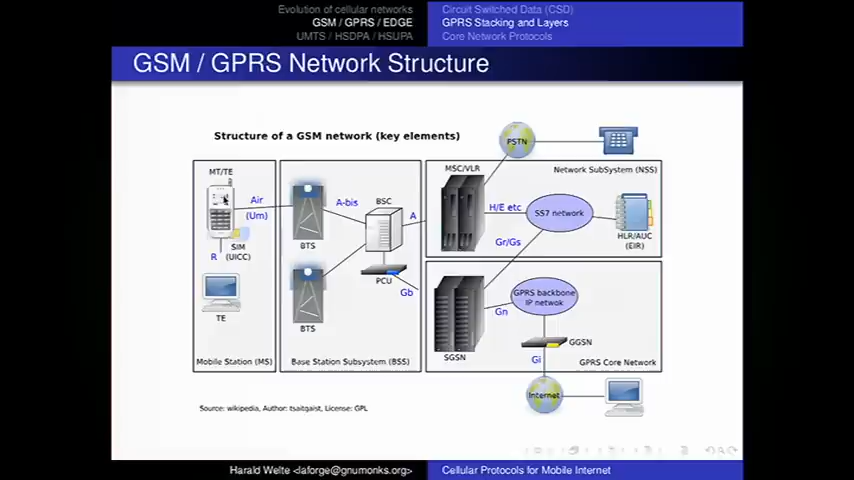 Evolution of cellular networks
GSM / GPRS / EDGE
UMTS / HSDPA / HSUPA
Circuit Switched Data (CSD)
GPRS Stacking and Layers
Core Network Protocols
GSM / GPRS Network Structure
Structure of a GSM network (key elements)
PSTN
MT/TE
MSC/VLR
Network SubSystem (NSS)
Air
(Um)
A-bis
BSC
A
H/E etc
SS7 network
BTS
SIM
(UICC)
R
HLR/AUC
(EIR)
Gr/Gs
PCU
Gb
GPRS backbone
IP netwok
Gn
TE
BTS
SGSN
GGSN
Gi
Mobile Station (MS)
Base Station Subsystem (BSS)
GPRS Core Network
Internet
Source: wikipedia, Author: tsaitgaist, License: GPL
Harald Welte <laforge@gnumonks.org>
Cellular Protocols for Mobile Internet